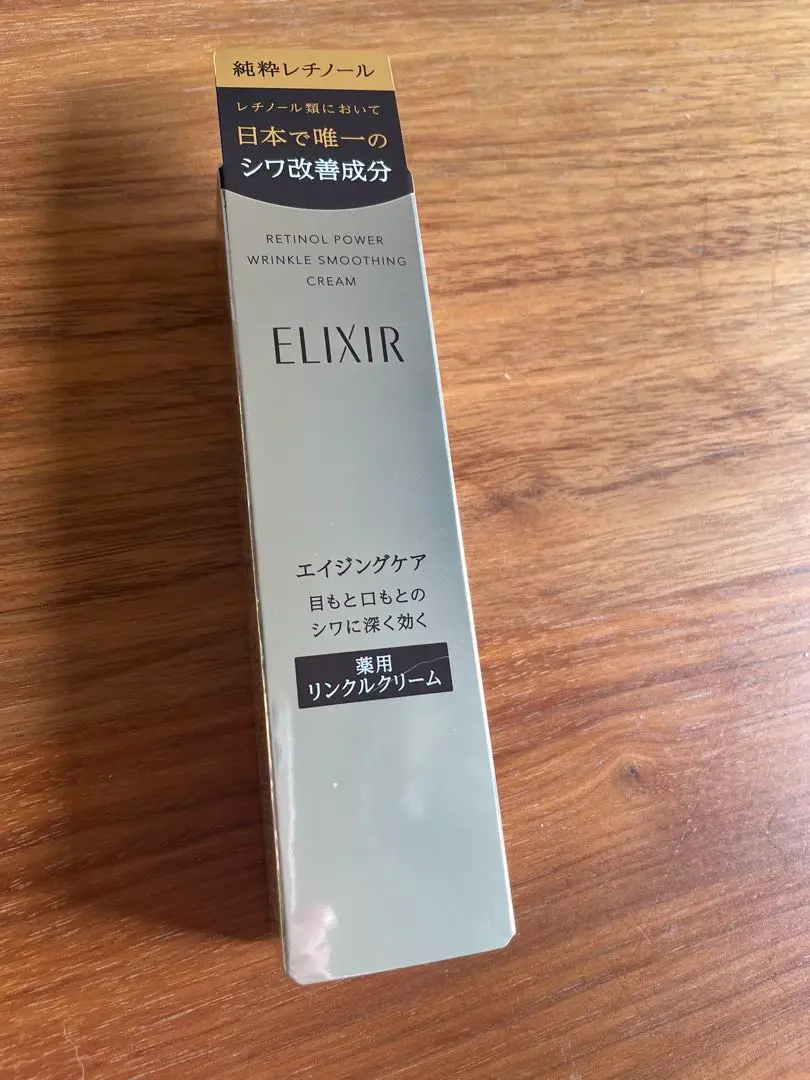 純粋レチノール
レチノール類において
日本で唯一の
シワ改善成分
RETINOL POWER
WRINKLE SMOOTHING
CREAM
ELIXIR
エイジングケア
目もと口もとの
シワに深く効く
薬用
リンクルクリーム